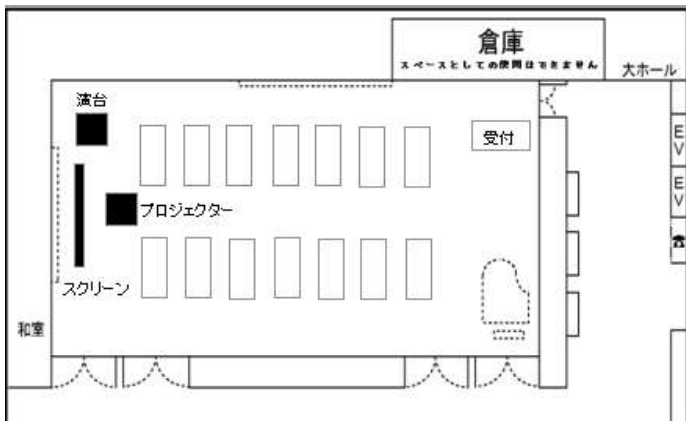 倉庫
スペースとしての使用はできません
大ホール
演台
受付
EV
EV
プロジェクター
☎
スクリーン
和室